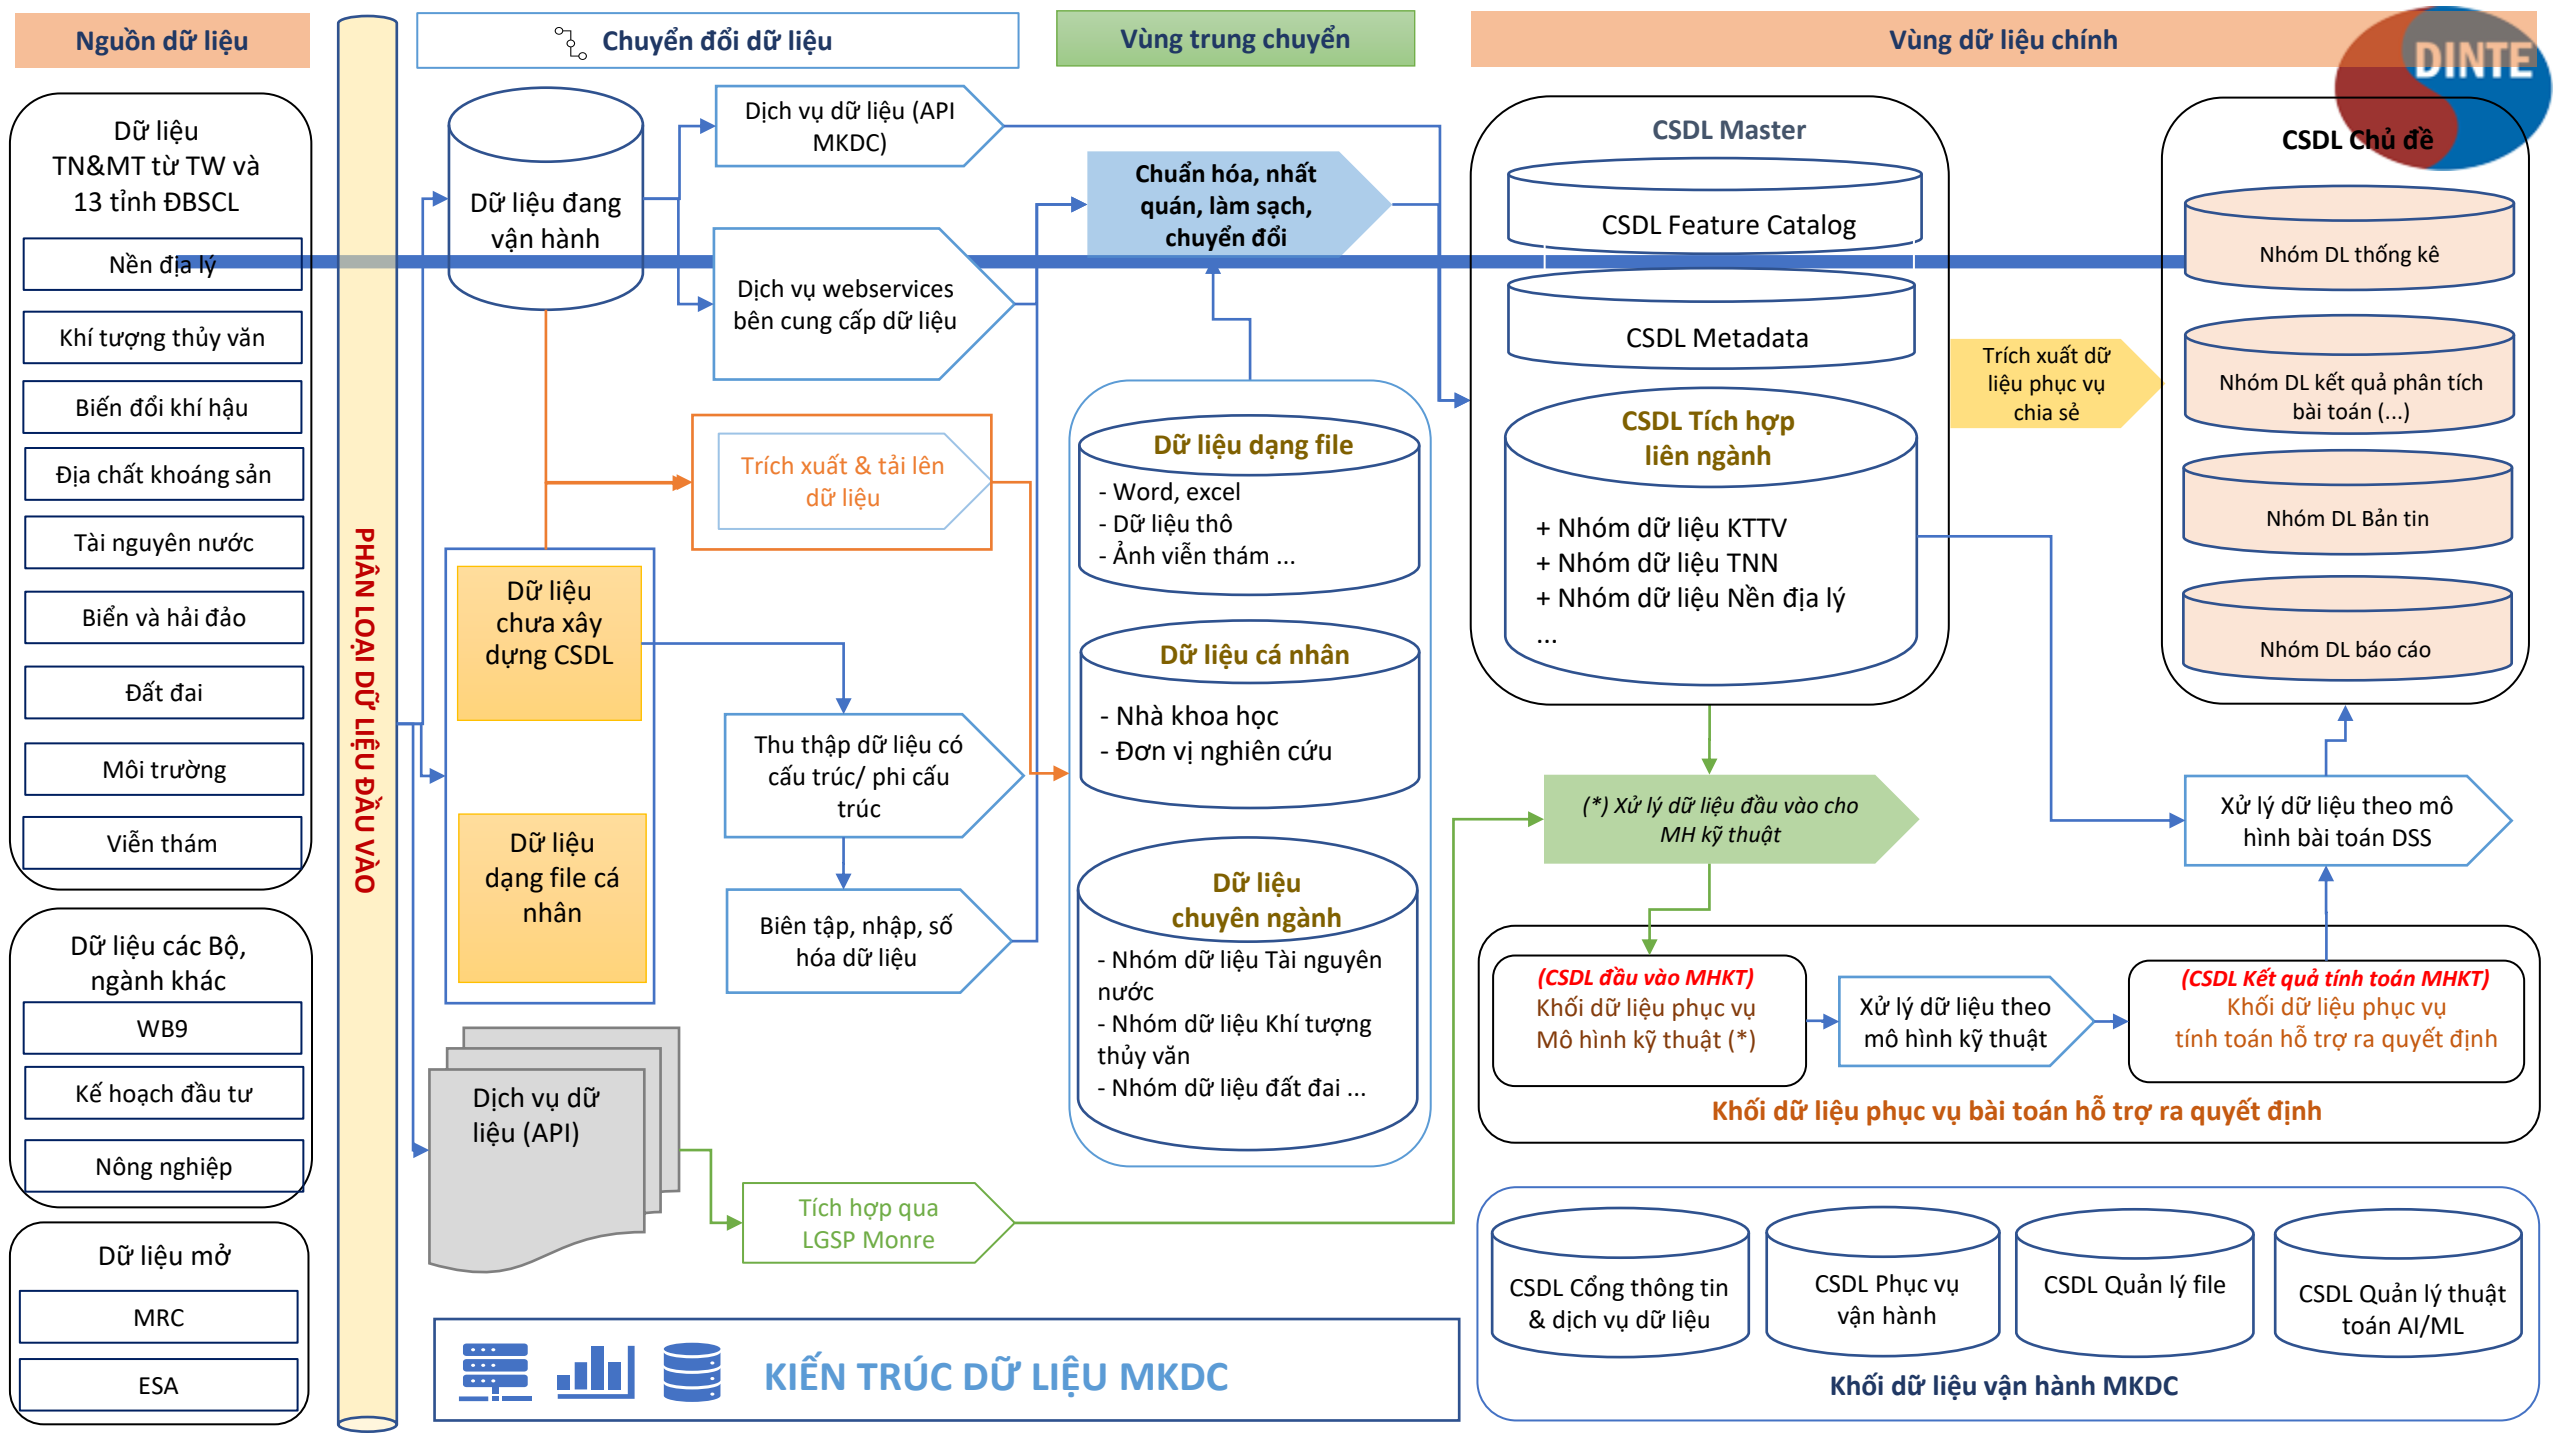 Nguồn dữ liệu
Chuyển đổi dữ liệu
Vùng trung chuyển
Vùng dữ liệu chính
DINTE
Dữ liệu
TN&MT từ TW và
13 tỉnh ĐBSCL
Nền địa lý
Khí tượng thủy văn
Biến đổi khí hậu
Địa chất khoáng sản
Tài nguyên nước
Biển và hải đảo
Đất đai
Môi trường
Viễn thám
Dữ liệu các Bộ,
ngành khác
WB9
Kế hoạch đầu tư
Nông nghiệp
Dữ liệu mở
MRC
ESA
PHÂN LOẠI DỮ LIỆU ĐẦU VÀO
Dữ liệu đang
vận hành
Dịch vụ dữ liệu (API
MKDC)
Dịch vụ webservices
bên cung cấp dữ liệu
Trích xuất & tải lên
dữ liệu
Dữ liệu
chưa xây
dựng CSDL
Dữ liệu
dạng file cá
nhân
Thu thập dữ liệu có
cấu trúc/ phi cấu
trúc
Biên tập, nhập, số
hóa dữ liệu
Dịch vụ dữ
liệu (API)
Tích hợp qua
LGSP Monre
Chuẩn hóa, nhất
quán, làm sạch,
chuyển đổi
Dữ liệu dạng file
- Word, excel
- Dữ liệu thô
- Ảnh viễn thám ...
Dữ liệu cá nhân
- Nhà khoa học
- Đơn vị nghiên cứu
Dữ liệu
chuyên ngành
- Nhóm dữ liệu Tài nguyên
nước
- Nhóm dữ liệu Khí tượng
thủy văn
- Nhóm dữ liệu đất đai ...
CSDL Master
CSDL Feature Catalog
CSDL Metadata
CSDL Tích hợp
liên ngành
+ Nhóm dữ liệu KTTV
+ Nhóm dữ liệu TNN
+ Nhóm dữ liệu Nền địa lý
...
Trích xuất dữ
liệu phục vụ
chia sẻ
CSDL Chủ đề
Nhóm DL thống kê
Nhóm DL kết quả phân tích
bài toán (...)
Nhóm DL Bản tin
Nhóm DL báo cáo
(*) Xử lý dữ liệu đầu vào cho
MH kỹ thuật
Xử lý dữ liệu theo mô
hình bài toán DSS
(CSDL đầu vào MHKT)
Khối dữ liệu phục vụ
Mô hình kỹ thuật (*)
Xử lý dữ liệu theo
mô hình kỹ thuật
(CSDL Kết quả tính toán MHKT)
Khối dữ liệu phục vụ
tính toán hỗ trợ ra quyết định
Khối dữ liệu phục vụ bài toán hỗ trợ ra quyết định
CSDL Cổng thông tin
& dịch vụ dữ liệu
CSDL Phục vụ
vận hành
CSDL Quản lý file
CSDL Quản lý thuật
toán AI/ML
Khối dữ liệu vận hành MKDC
KIẾN TRÚC DỮ LIỆU MKDC